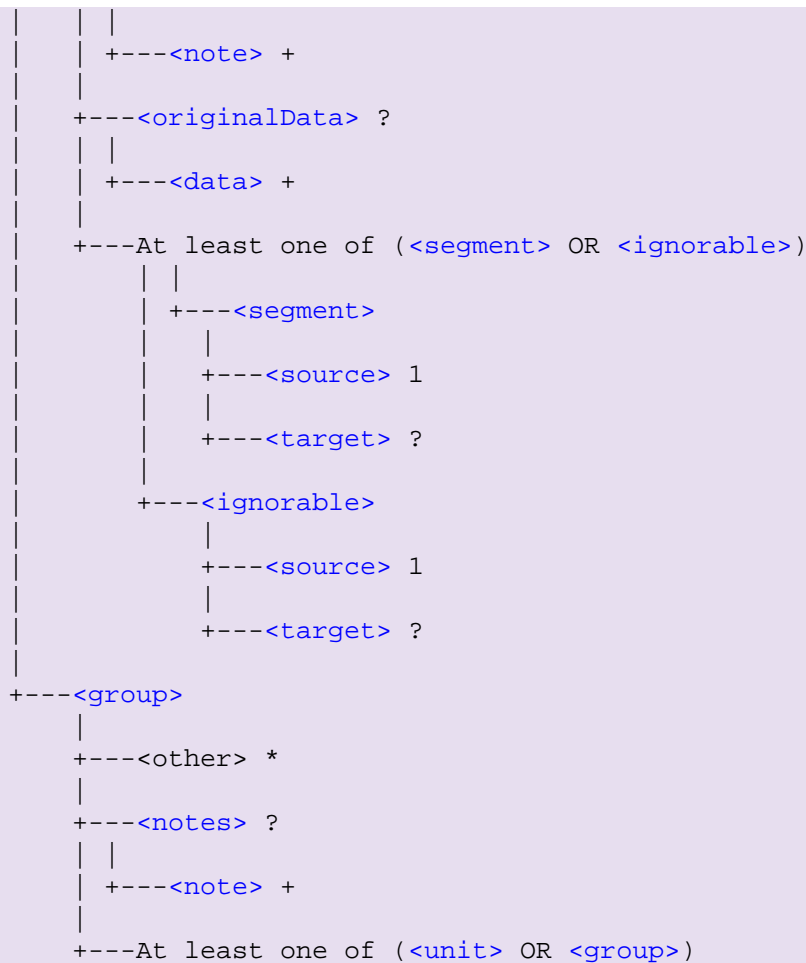 |   | |
|   | +---<note> +
|   |
|   +---<originalData> ?
|   | |
|   | +---<data> +
|   |
|   +---At least one of (<segment> OR <ignorable>)
|       | |
|       | +---<segment>
|       |   |
|       |   +---<source> 1
|       |   |
|       |   +---<target> ?
|       |
|       +---<ignorable>
|           |
|           +---<source> 1
|           |
|           +---<target> ?
|
+---<group>
    |
    +---<other> *
    |
    +---<notes> ?
    | |
    | +---<note> +
    |
    +---At least one of (<unit> OR <group>)